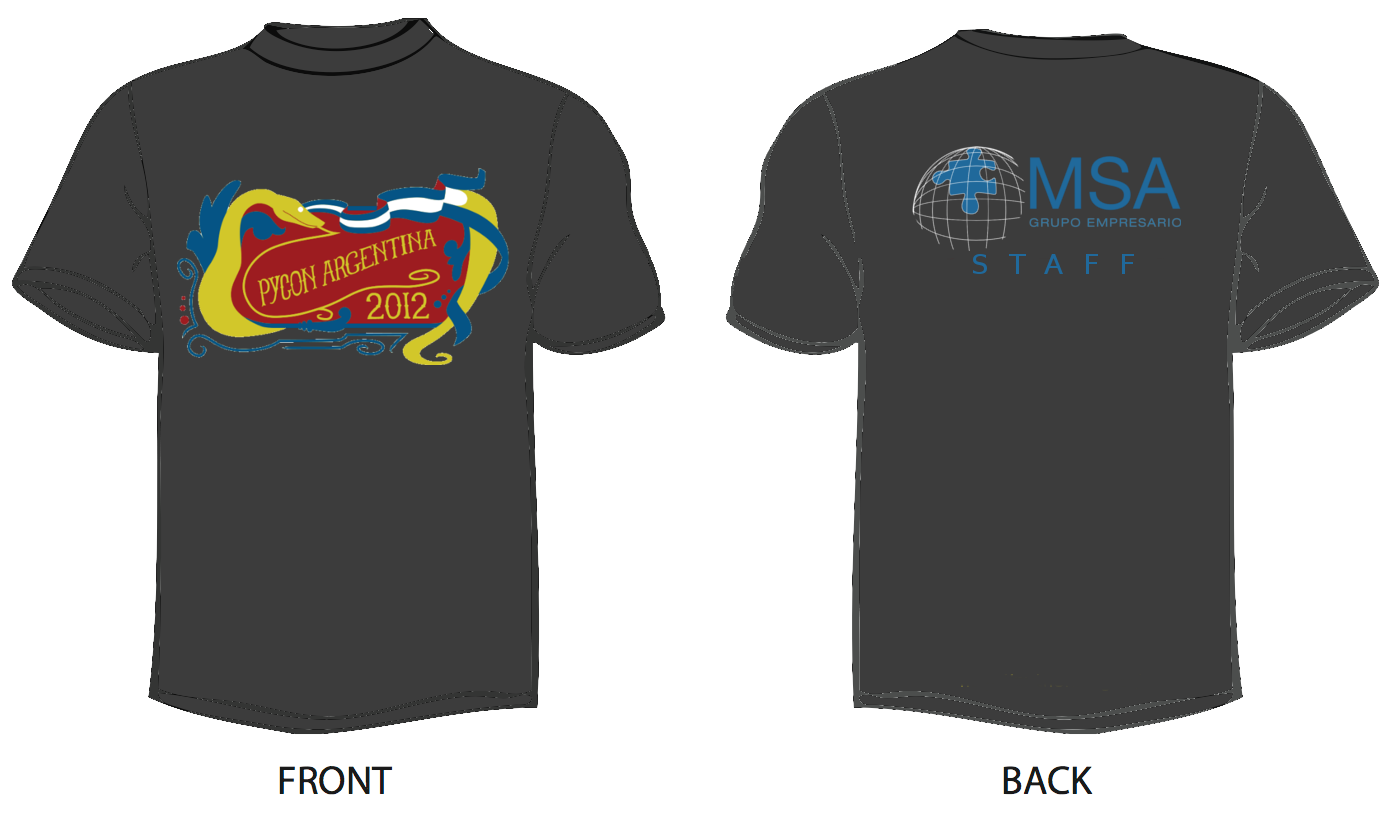 PYCON ARGENTINA
2012
MSA
GRUPO EMPRESARIO
STAFF
FRONT
BACK